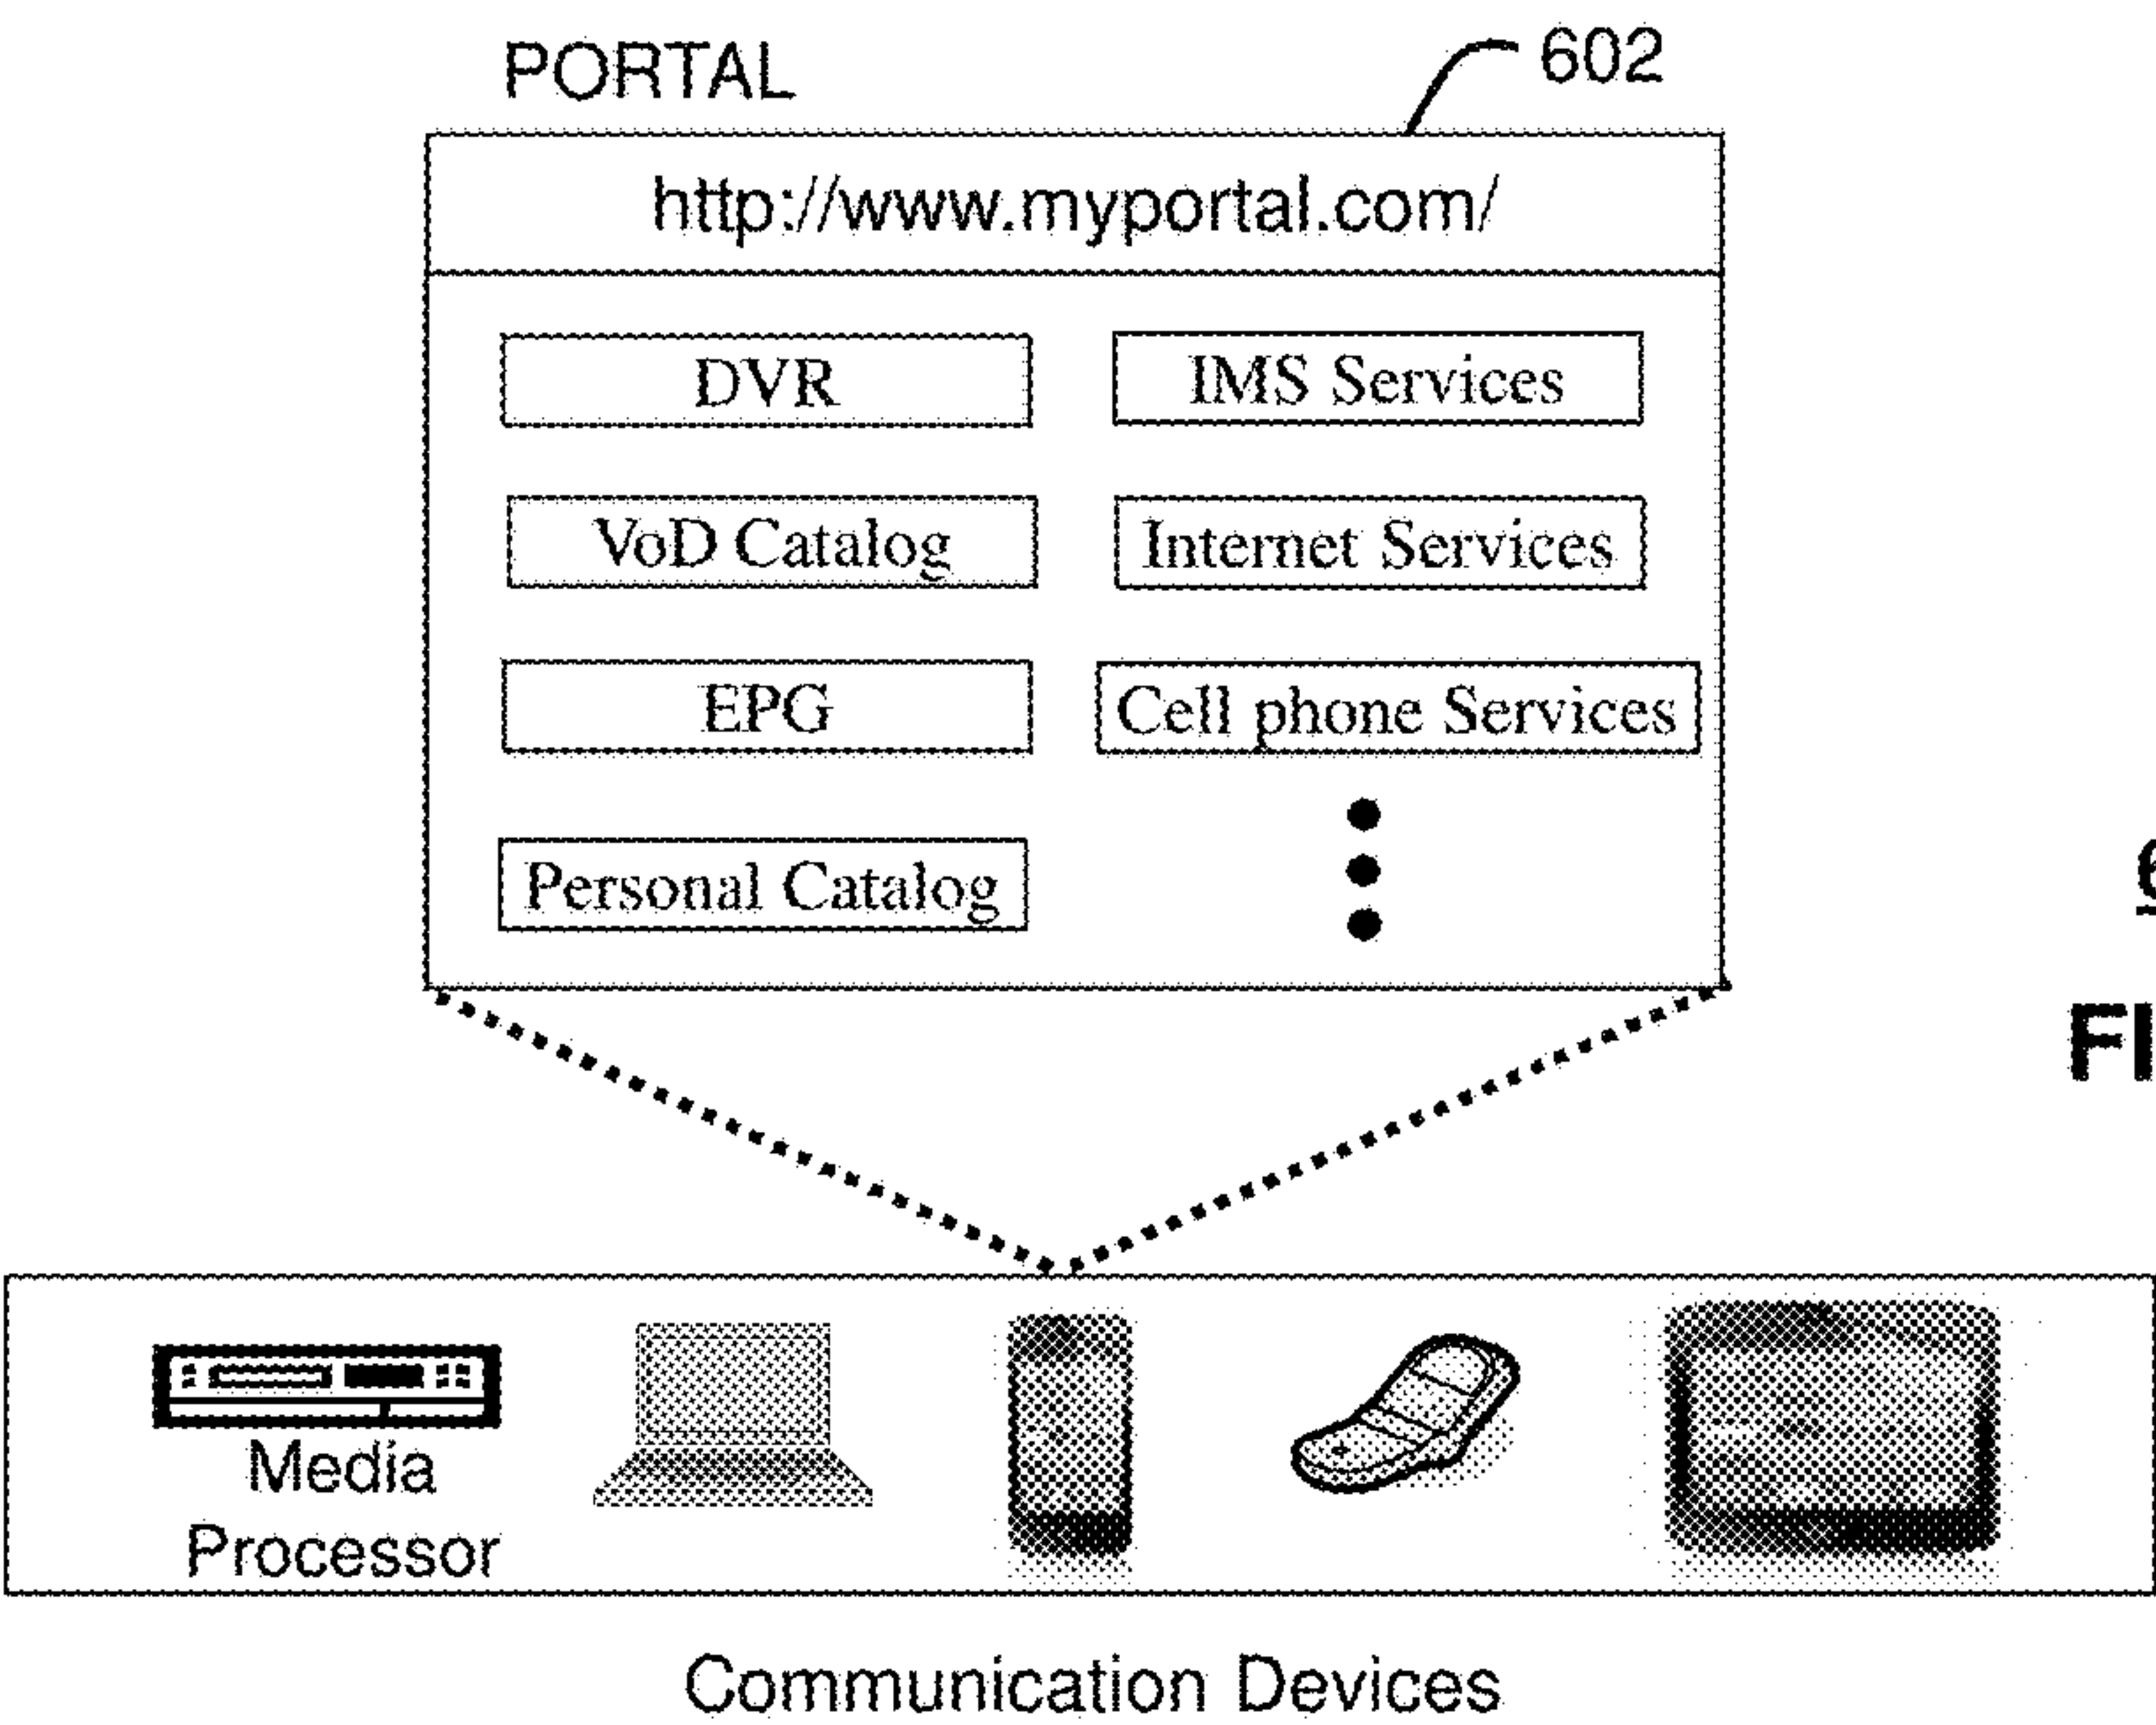 PORTAL
602
http://www.myportal.com/
DVR
IMS Services
VoD Catalog
Internet Services
EPG
Cell phone Services
Personal Catalog
Media
Processor
Communication Devices